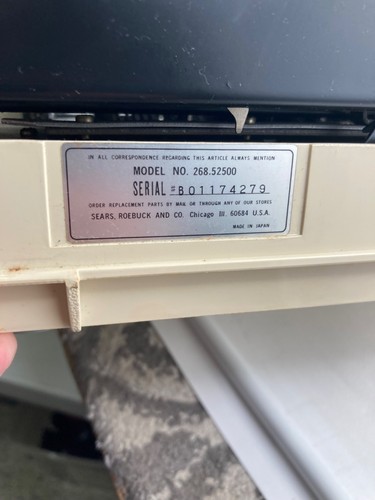 IN ALL CORRESPONDENCE REGARDING THIS ARTICLE ALWAYS MENTION
MODEL NO. 268.52500
SERIAL #B01174279
ORDER REPLACEMENT PARTS BY MAIL OR THROUGH ANY OF OUR STORES
SEARS, ROEBUCK AND CO. Chicago Ill. 60684 U.S.A.
MADE IN JAPAN